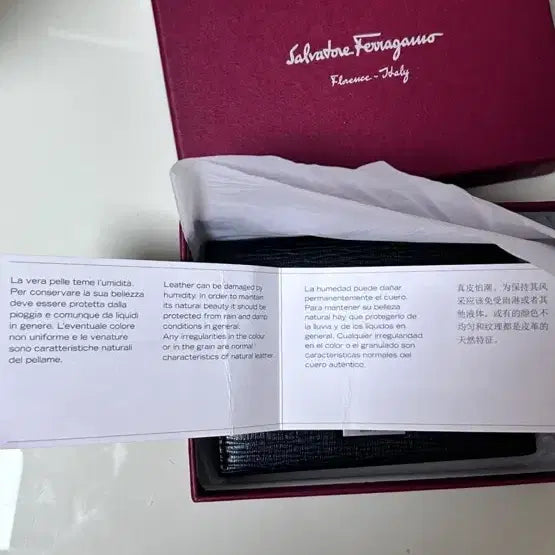 Salvatore Ferragamo
Florence - Italy
La vera pelle teme l'umidità.
Per conservare la sua bellezza
deve essere protetta dalla
pioggia e comunque da liquidi
in genere. L'eventuale colore
non uniforme e le venature
sono caratteristiche naturali
del pellame.
Leather can be damaged by
humidity. In order to maintain
its natural beauty it should be
protected from rain and damp
conditions in general.
Any irregularities in the colour
or in the grain are normal
characteristics of natural leather.
La humedad puede dañar
permanentemente el cuero.
Para mantener su belleza
natural hay que protegerlo de
la lluvia y de los líquidos en
general. Cualquier irregularidad
en el color o el granulado son
características normales del
cuero auténtico.
真皮怕潮。为保持其风
采应该免受雨淋或者其
他液体。或有的颜色不
均匀和纹理都是皮革的
天然特征。